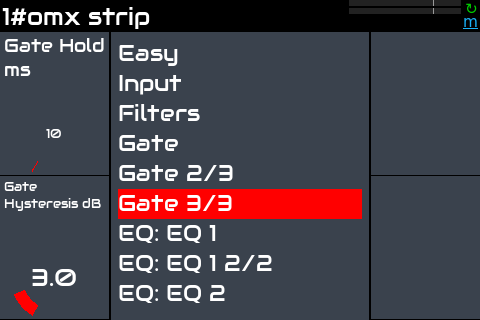 1#omx strip
m
Gate Hold
ms
10
Gate
Hysteresis dB
3.0
Easy
Input
Filters
Gate
Gate 2/3
Gate 3/3
EQ: EQ 1
EQ: EQ 1 2/2
EQ: EQ 2